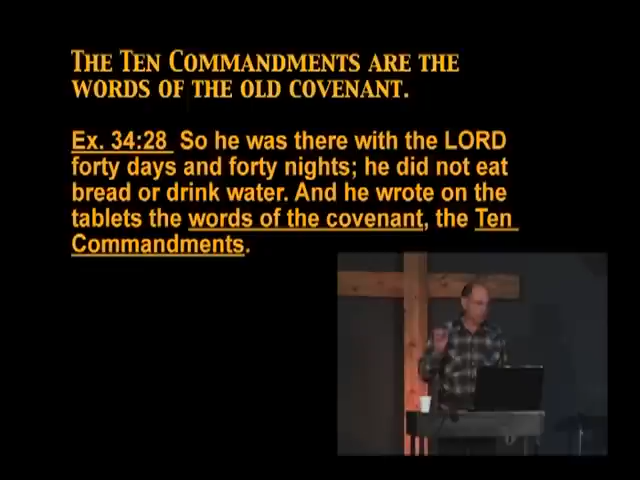 THE TEN COMMANDMENTS ARE THE
WORDS OF THE OLD COVENANT.
Ex. 34:28 So he was there with the LORD
forty days and forty nights; he did not eat
bread or drink water. And he wrote on the
tablets the words of the covenant, the Ten
Commandments.